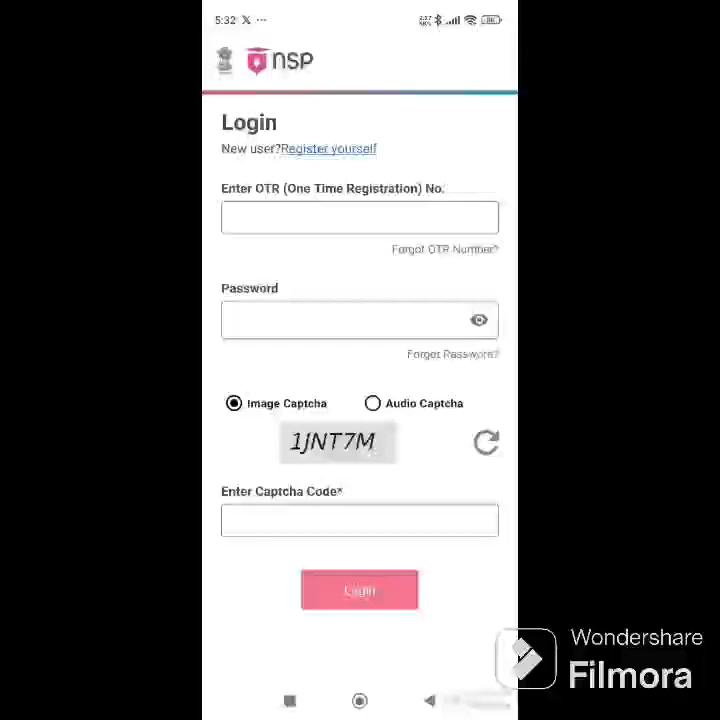 5:32
nsp
Login
New user?Register yourself
Enter OTR (One Time Registration) No.
Forgot OTR Number?
Password
Forgot Password?
Image Captcha
Audio Captcha
1JNT7M
Enter Captcha Code*
Login
Wondershare
Filmora